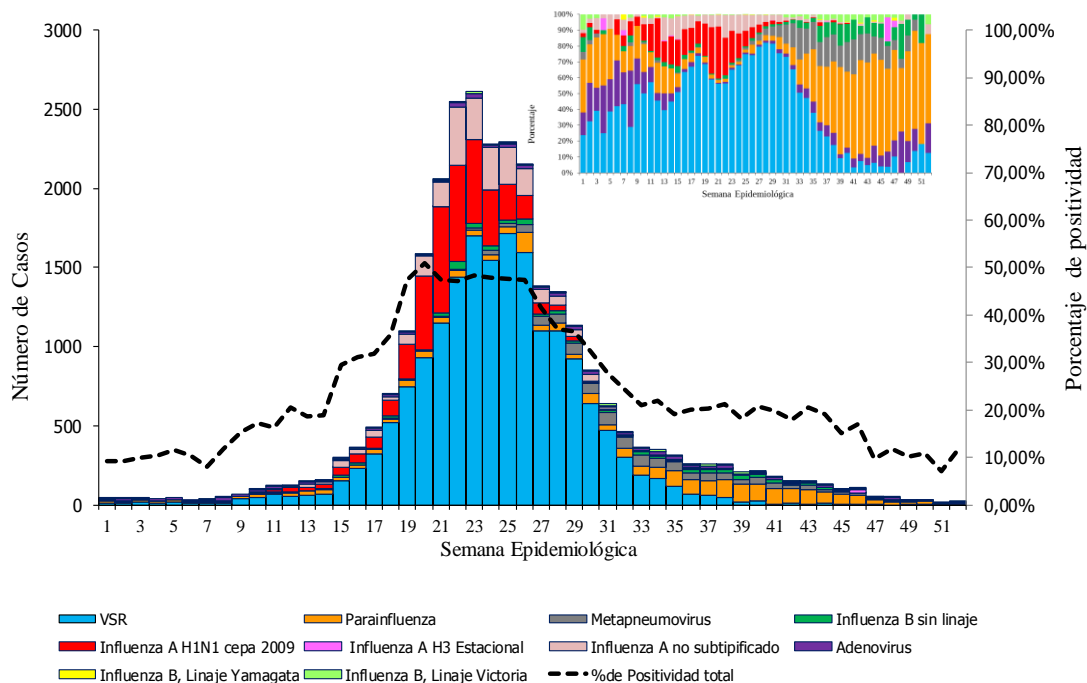 3000
2500
2000
1500
1000
500
0
Número de Casos
1 3 5 7 9 11 13 15 17 19 21 23 25 27 29 31 33 35 37 39 41 43 45 47 49 51
Semana Epidemiológica
100,00%
90,00%
80,00%
70,00%
60,00%
50,00%
40,00%
30,00%
20,00%
10,00%
0,00%
Porcentaje de positividad
100%
90%
80%
70%
60%
50%
40%
30%
20%
10%
0%
Porcentaje
1 3 5 7 9 11 13 15 17 19 21 23 25 27 29 31 33 35 37 39 41 43 45 47 49 51
Semana Epidemiológica
VSR
Parainfluenza
Metapneumovirus
Influenza B sin linaje
Influenza A H1N1 cepa 2009
Influenza A H3 Estacional
Influenza A no subtipificado
Adenovirus
Influenza B, Linaje Yamagata
Influenza B, Linaje Victoria
%de Positividad total